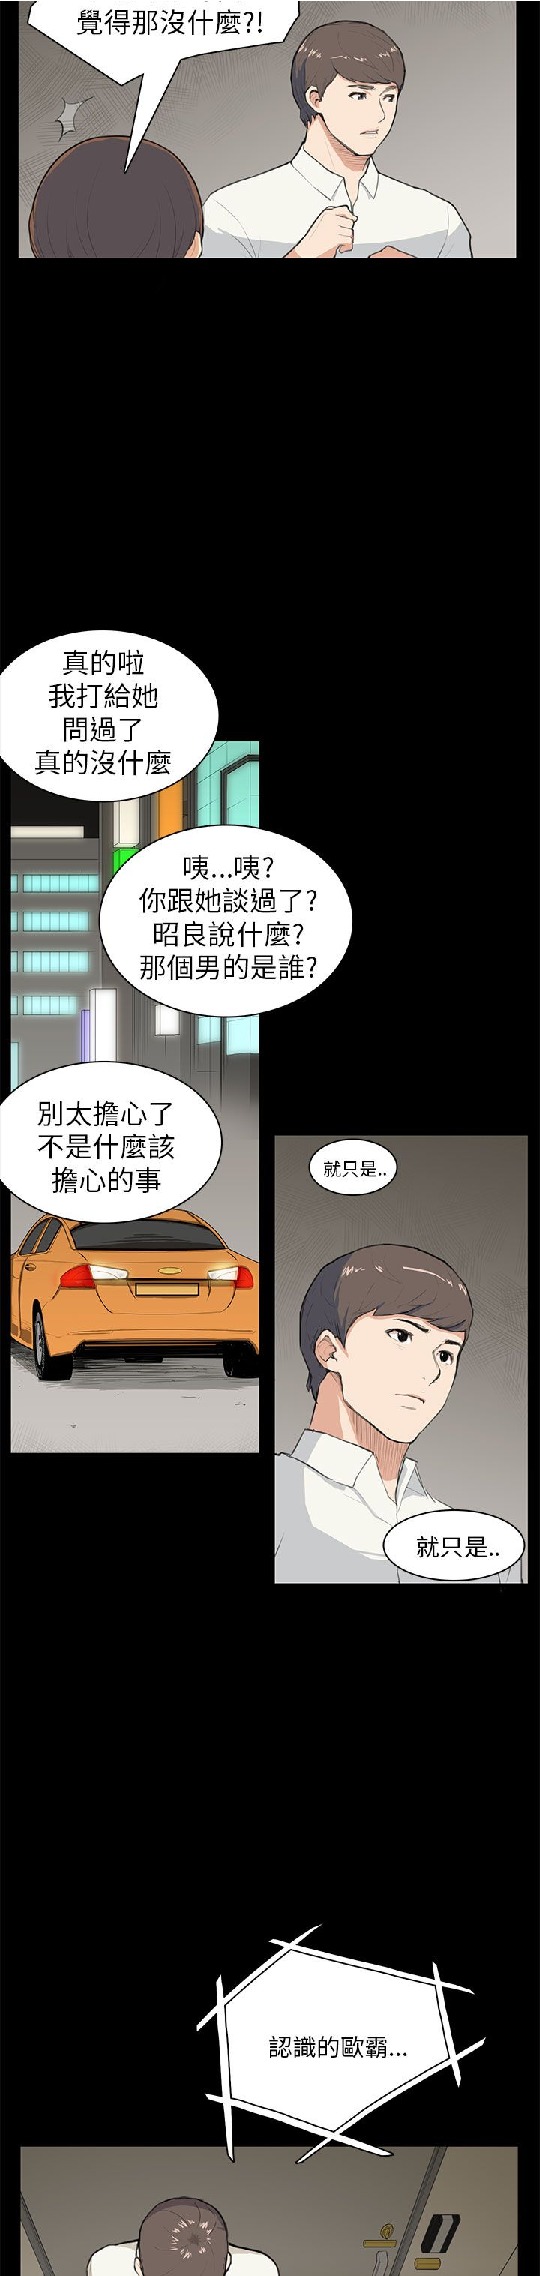 覺得那沒什麼?!
真的啦
我打給她
問過了
真的沒什麼
咦...咦?
你跟她談過了?
昭良說什麼?
那個男的是誰?
別太擔心了
不是什麼該
擔心的事
就只是..
就只是..
認識的歐霸...